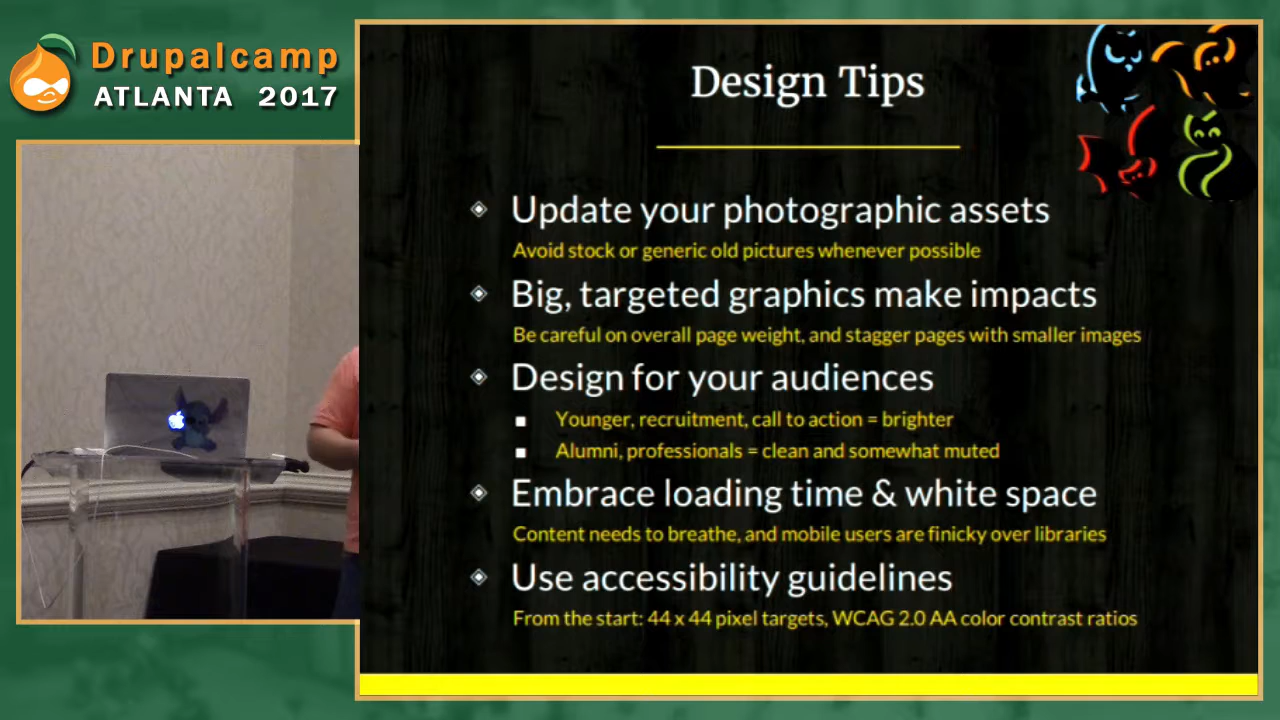 Drupalcamp
ATLANTA 2017
Design Tips
Update your photographic assets
Avoid stock or generic old pictures whenever possible
Big, targeted graphics make impacts
Be careful on overall page weight, and stagger pages with smaller images
Design for your audiences
Younger, recruitment, call to action = brighter
Alumni, professionals = clean and somewhat muted
Embrace loading time & white space
Content needs to breathe, and mobile users are finicky over libraries
Use accessibility guidelines
From the start: 44 x 44 pixel targets, WCAG 2.0 AA color contrast ratios